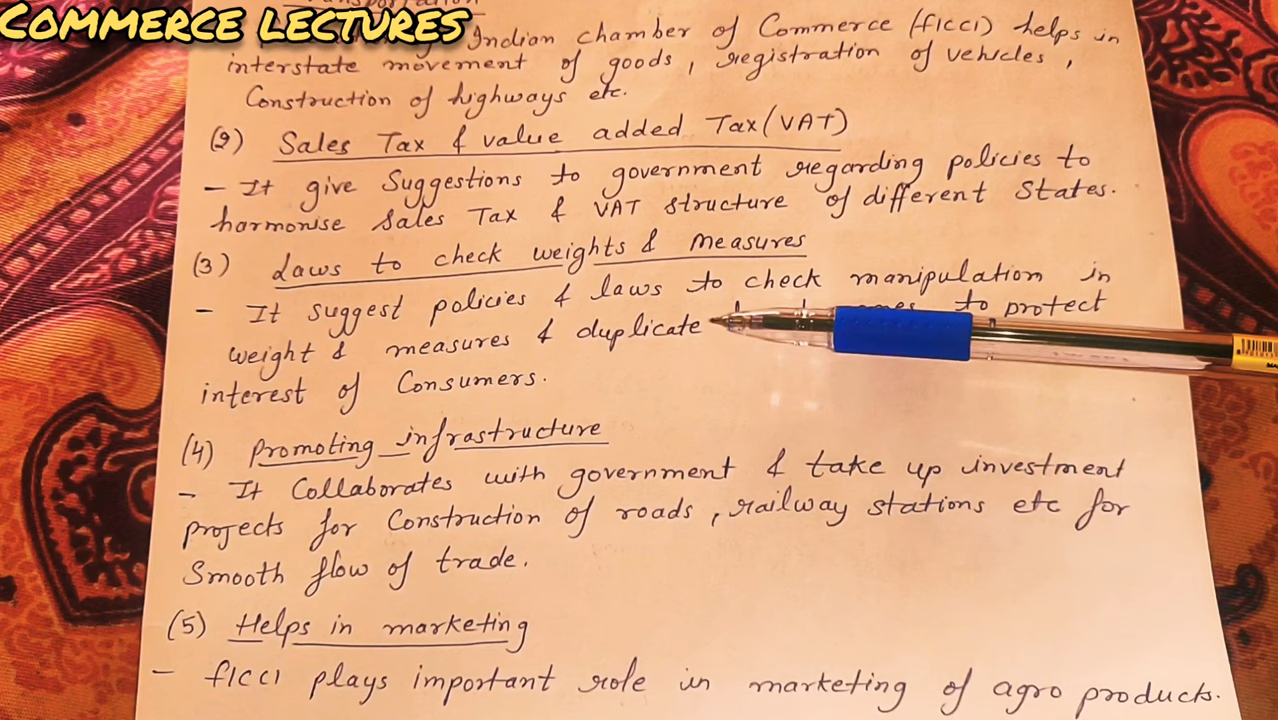 COMMERCE LECTURES
Transportation
Indian chamber of Commerce (FICCI) helps in
interstate movement of goods, registration of vehicles,
Construction of highways etc.
(2) Sales Tax & value added Tax (VAT)
- It give Suggestions to government regarding policies to
harmonise Sales Tax & VAT structure of different States.
(3) Laws to check weights & measures
- It suggest policies & laws to check manipulation in
weight & measures & duplicate to protect
interest of Consumers.
(4) Promoting infrastructure
- It Collaborates with government & take up investment
projects for Construction of roads, railway stations etc for
Smooth flow of trade.
(5) Helps in marketing
- FICCI plays important role in marketing of agro products.